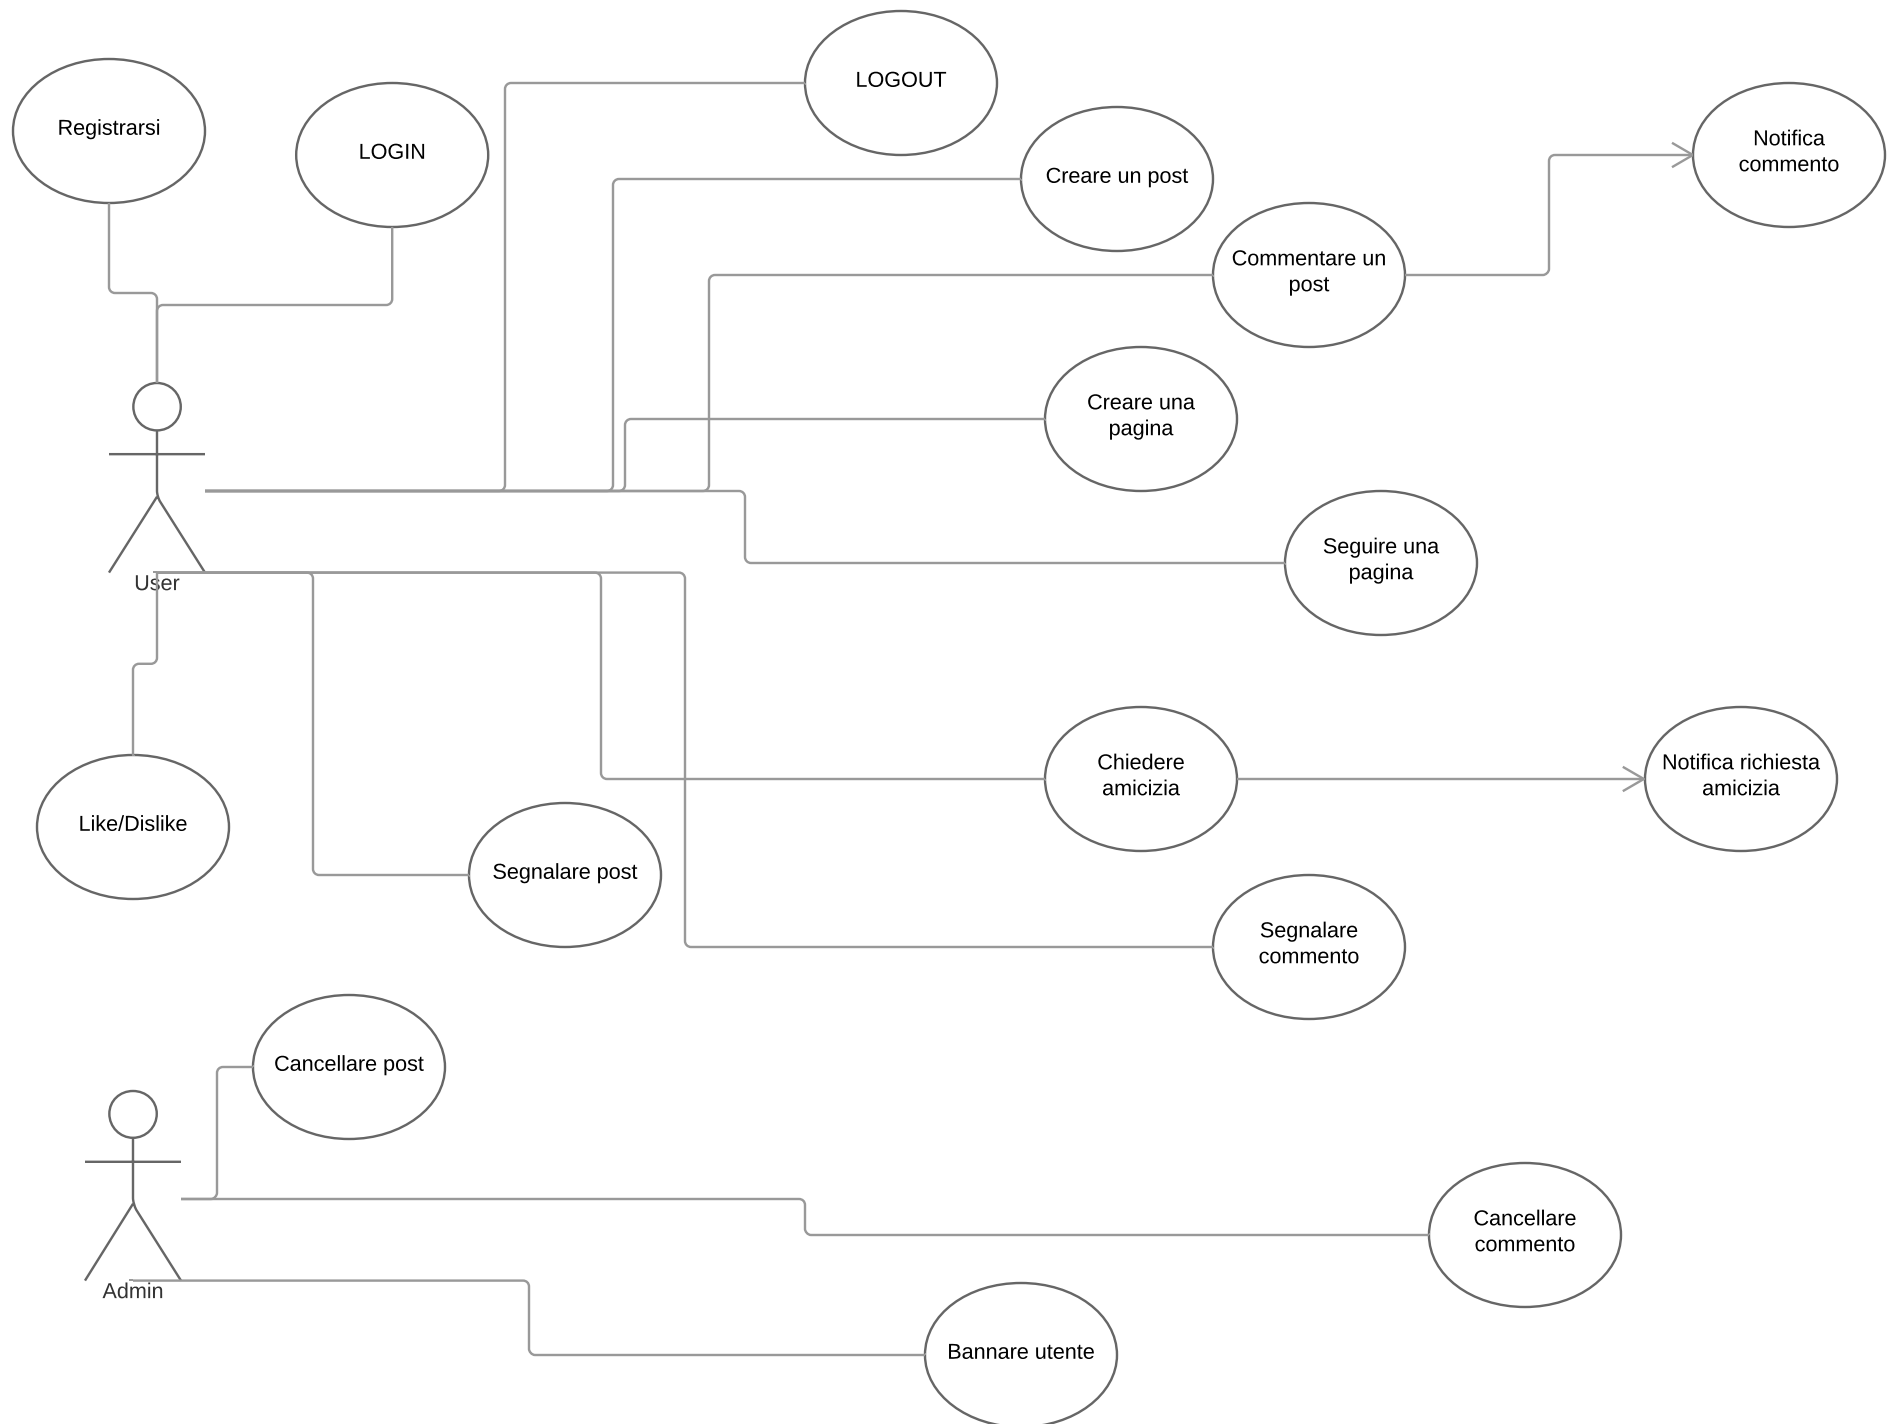 LOGOUT
Registrarsi
LOGIN
Notifica
commento
Creare un post
Commentare un
post
Creare una
pagina
Seguire una
pagina
User
Chiedere
amicizia
Notifica richiesta
amicizia
Like/Dislike
Segnalare post
Segnalare
commento
Cancellare post
Cancellare
commento
Admin
Bannare utente